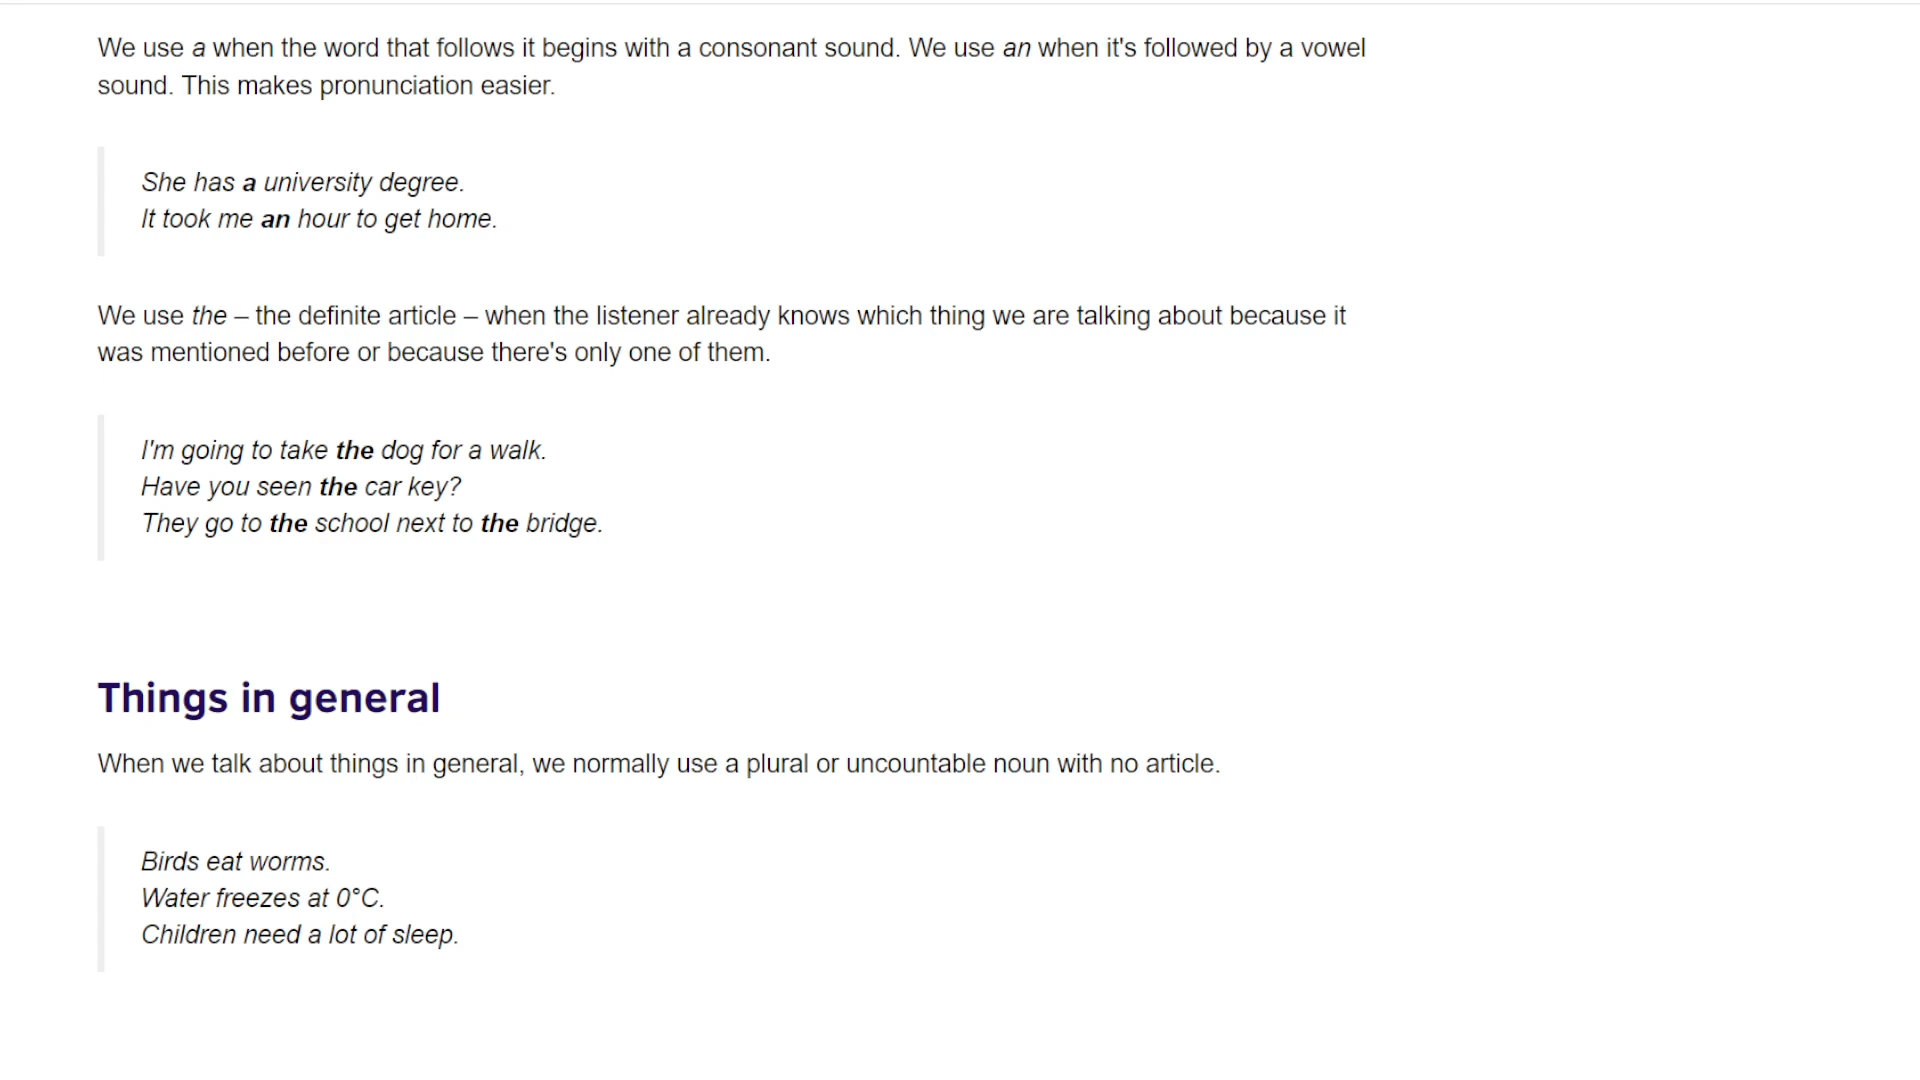 We use a when the word that follows it begins with a consonant sound. We use an when it's followed by a vowel
sound. This makes pronunciation easier.
She has a university degree.
It took me an hour to get home.
We use the – the definite article – when the listener already knows which thing we are talking about because it
was mentioned before or because there's only one of them.
I'm going to take the dog for a walk.
Have you seen the car key?
They go to the school next to the bridge.
Things in general
When we talk about things in general, we normally use a plural or uncountable noun with no article.
Birds eat worms.
Water freezes at 0°C.
Children need a lot of sleep.